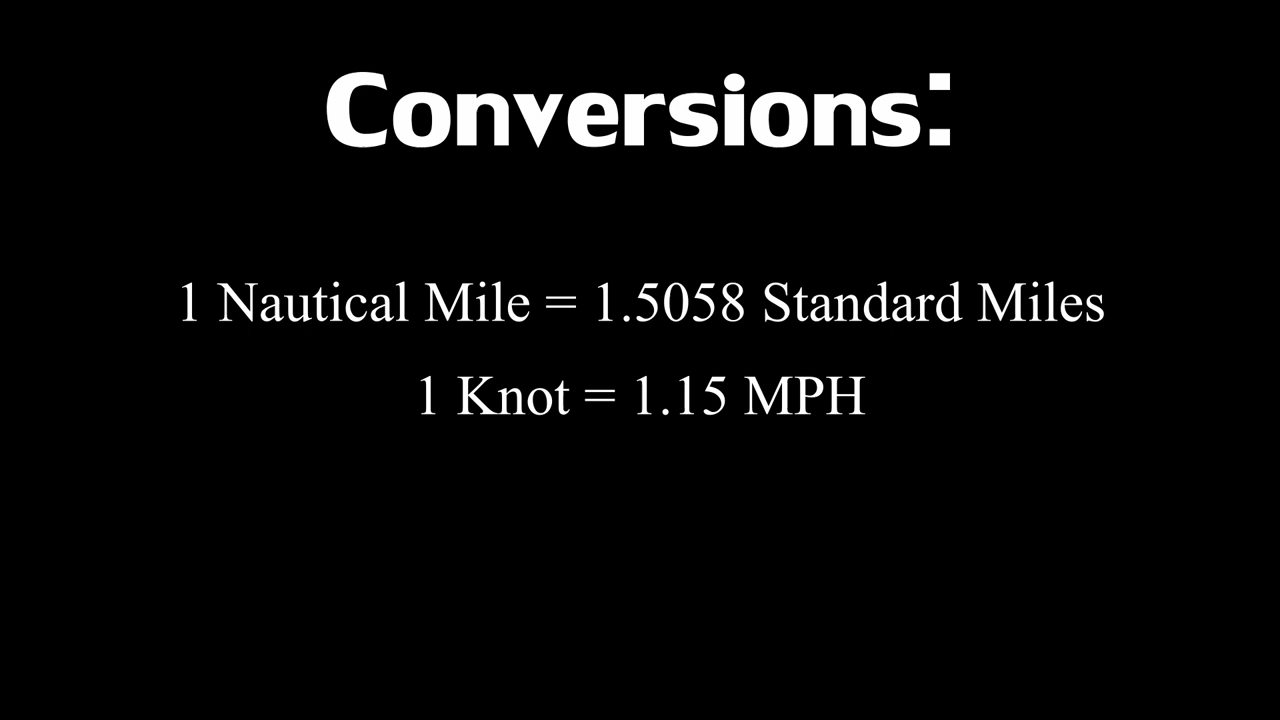 Conversions:
1 Nautical Mile = 1.5058 Standard Miles
1 Knot = 1.15 MPH